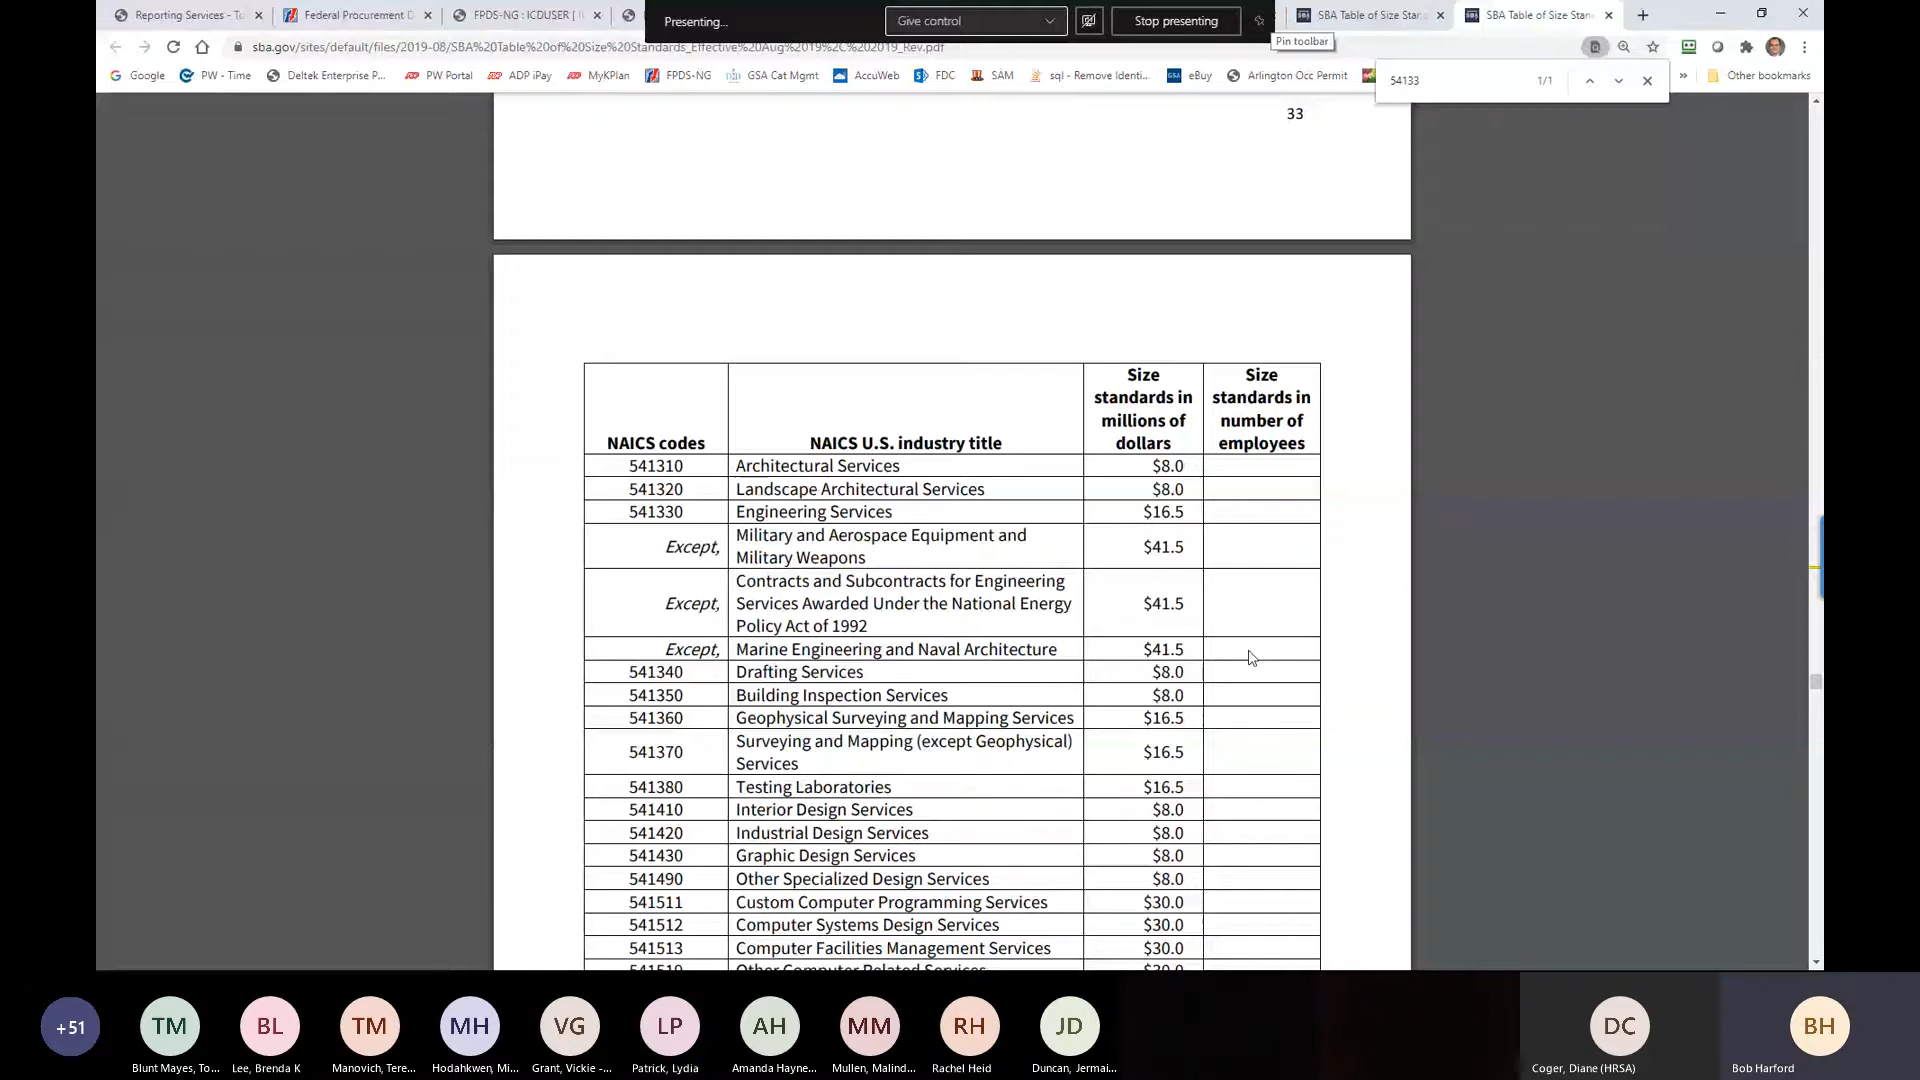 Reporting Services - T
Federal Procurement D
FPDS-NG : ICDUSER [
Presenting...
Give control
Stop presenting
SBA Table of Size Stan
SBA Table of Size Stan
Pin toolbar
sba.gov/sites/default/files/2019-08/SBA%20Table%20of%20Size%20Standards_Effective%20Aug%2019%2C%202019_Rev.pdf
Google
PW - Time
Deltek Enterprise P...
PW Portal
ADP iPay
MyKPlan
FPDS-NG
GSA Cat Mgmt
AccuWeb
FDC
SAM
sql - Remove Identi...
eBuy
Arlington Occ Permit
»
Other bookmarks
54133
1/1
33
NAICS codes NAICS U.S. industry title Size standards in millions of dollars Size standards in number of employees
541310 Architectural Services $8.0
541320 Landscape Architectural Services $8.0
541330 Engineering Services $16.5
Except, Military and Aerospace Equipment and Military Weapons $41.5
Except, Contracts and Subcontracts for Engineering Services Awarded Under the National Energy Policy Act of 1992 $41.5
Except, Marine Engineering and Naval Architecture $41.5
541340 Drafting Services $8.0
541350 Building Inspection Services $8.0
541360 Geophysical Surveying and Mapping Services $16.5
541370 Surveying and Mapping (except Geophysical) Services $16.5
541380 Testing Laboratories $16.5
541410 Interior Design Services $8.0
541420 Industrial Design Services $8.0
541430 Graphic Design Services $8.0
541490 Other Specialized Design Services $8.0
541511 Custom Computer Programming Services $30.0
541512 Computer Systems Design Services $30.0
541513 Computer Facilities Management Services $30.0
541519 Other Computer Related Services $30.0
+51
TM
BL
TM
MH
VG
LP
AH
MM
RH
JD
DC
BH
Blunt Mayes, To...
Lee, Brenda K
Manovich, Tere...
Hodahkwen, Mi...
Grant, Vickie -...
Patrick, Lydia
Amanda Hayne...
Mullen, Malind...
Rachel Heid
Duncan, Jermai...
Coger, Diane (HRSA)
Bob Harford